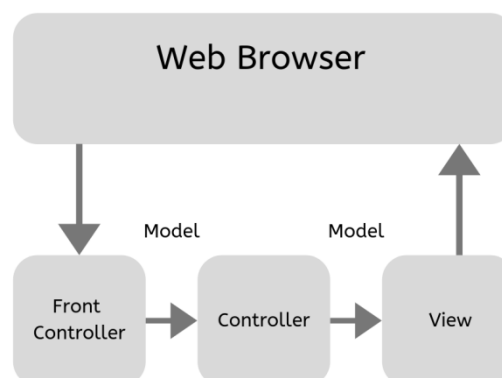 Web Browser
Model
Model
Front
Controller
Controller
View